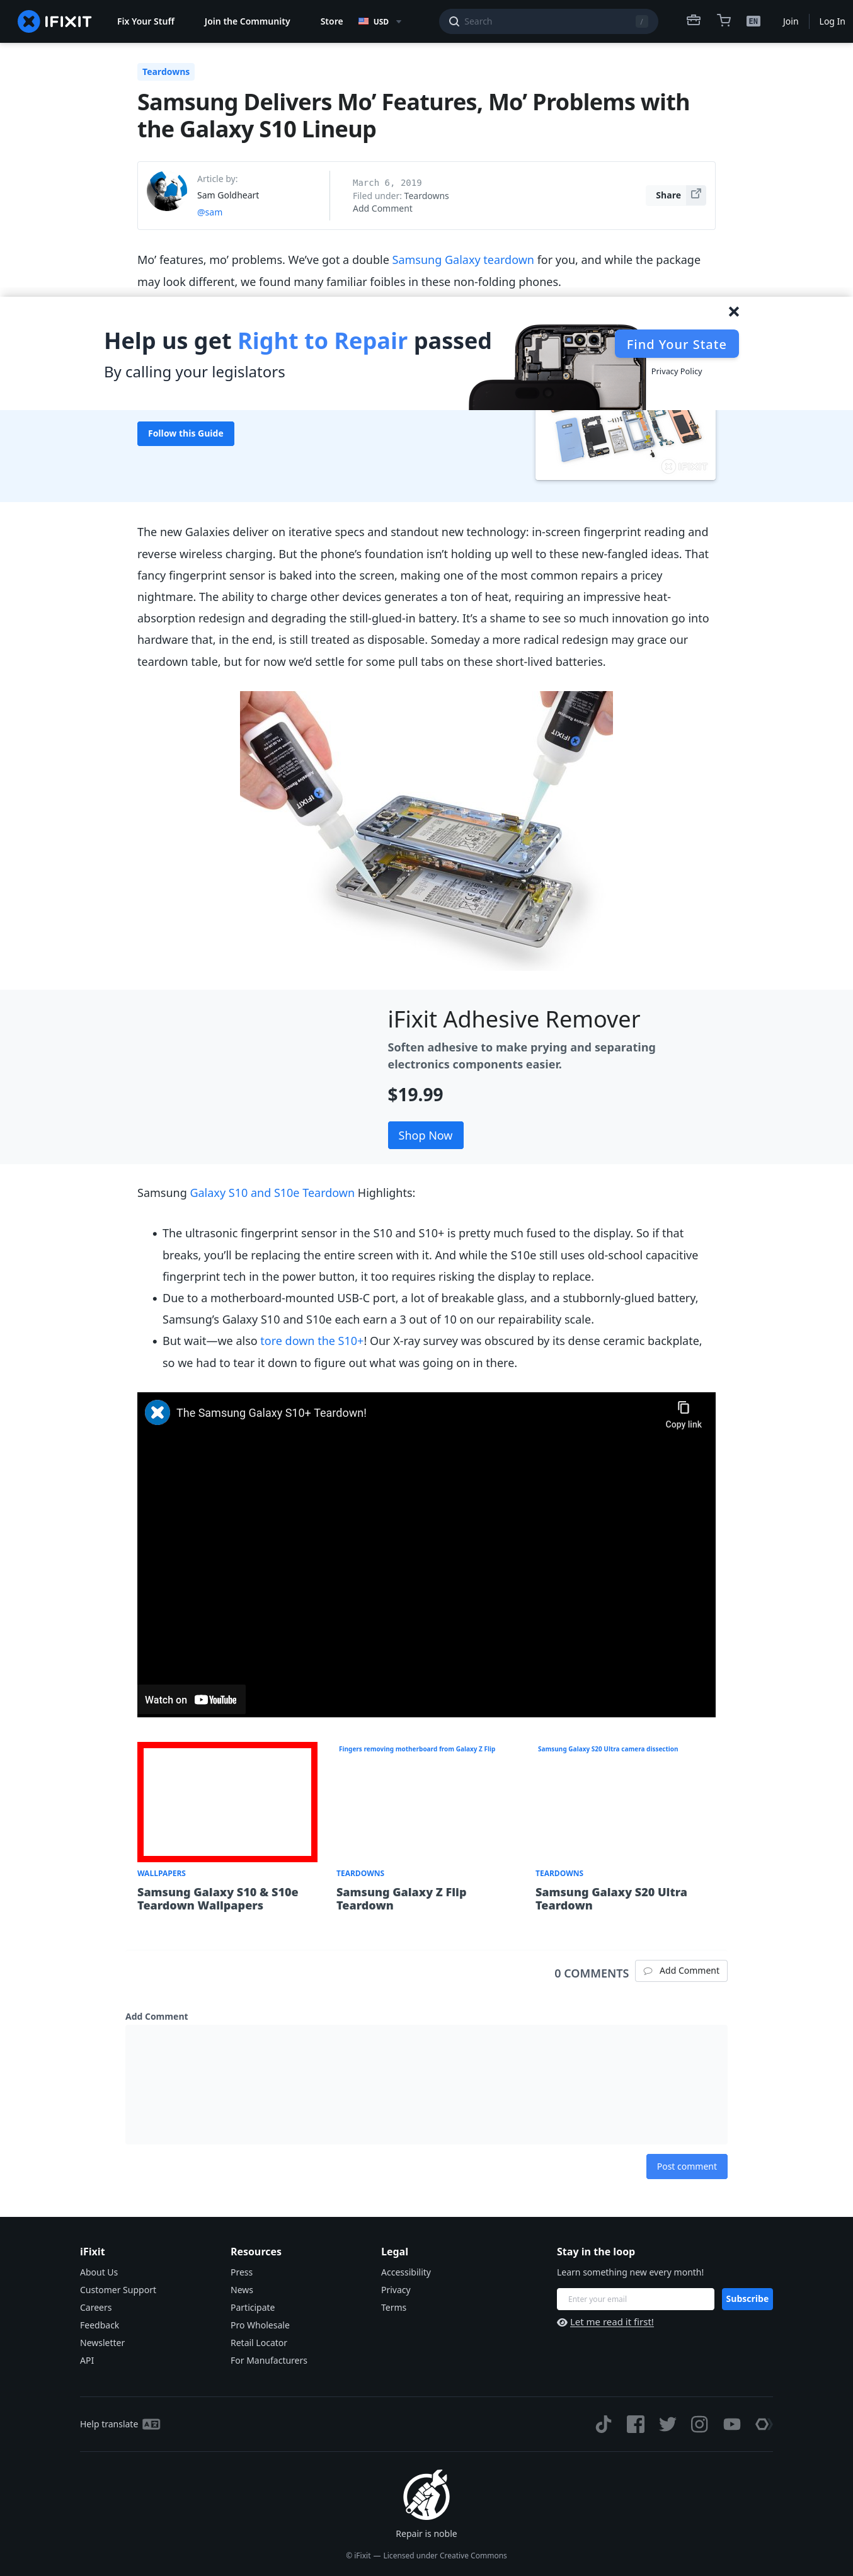 IFIXIT
Fix Your Stuff
Join the Community
Store
USD
Search
/
EN
Join
Log In
Teardowns
Samsung Delivers Mo’ Features, Mo’ Problems with
the Galaxy S10 Lineup
Article by:
Sam Goldheart
@sam
March 6, 2019
Filed under: Teardowns
Add Comment
Share
Mo’ features, mo’ problems. We’ve got a double Samsung Galaxy teardown for you, and while the package
may look different, we found many familiar foibles in these non-folding phones.
Help us get Right to Repair passed
By calling your legislators
Find Your State
Privacy Policy
Follow this Guide
IFIXIT
The new Galaxies deliver on iterative specs and standout new technology: in-screen fingerprint reading and
reverse wireless charging. But the phone’s foundation isn’t holding up well to these new-fangled ideas. That
fancy fingerprint sensor is baked into the screen, making one of the most common repairs a pricey
nightmare. The ability to charge other devices generates a ton of heat, requiring an impressive heat-
absorption redesign and degrading the still-glued-in battery. It’s a shame to see so much innovation go into
hardware that, in the end, is still treated as disposable. Someday a more radical redesign may grace our
teardown table, but for now we’d settle for some pull tabs on these short-lived batteries.
IFIXIT
Adhesive Remover
IFIXIT
Adhesive Remover
iFixit Adhesive Remover
Soften adhesive to make prying and separating
electronics components easier.
$19.99
Shop Now
Samsung Galaxy S10 and S10e Teardown Highlights:
The ultrasonic fingerprint sensor in the S10 and S10+ is pretty much fused to the display. So if that
breaks, you’ll be replacing the entire screen with it. And while the S10e still uses old-school capacitive
fingerprint tech in the power button, it too requires risking the display to replace.
Due to a motherboard-mounted USB-C port, a lot of breakable glass, and a stubbornly-glued battery,
Samsung’s Galaxy S10 and S10e each earn a 3 out of 10 on our repairability scale.
But wait—we also tore down the S10+! Our X-ray survey was obscured by its dense ceramic backplate,
so we had to tear it down to figure out what was going on in there.
The Samsung Galaxy S10+ Teardown!
Copy link
Watch on YouTube
Fingers removing motherboard from Galaxy Z Flip
Samsung Galaxy S20 Ultra camera dissection
WALLPAPERS
Samsung Galaxy S10 & S10e
Teardown Wallpapers
TEARDOWNS
Samsung Galaxy Z Flip
Teardown
TEARDOWNS
Samsung Galaxy S20 Ultra
Teardown
0 COMMENTS
Add Comment
Add Comment
Post comment
iFixit
About Us
Customer Support
Careers
Feedback
Newsletter
API
Resources
Press
News
Participate
Pro Wholesale
Retail Locator
For Manufacturers
Legal
Accessibility
Privacy
Terms
Stay in the loop
Learn something new every month!
Enter your email
Subscribe
Let me read it first!
Help translate
Repair is noble
© iFixit — Licensed under Creative Commons